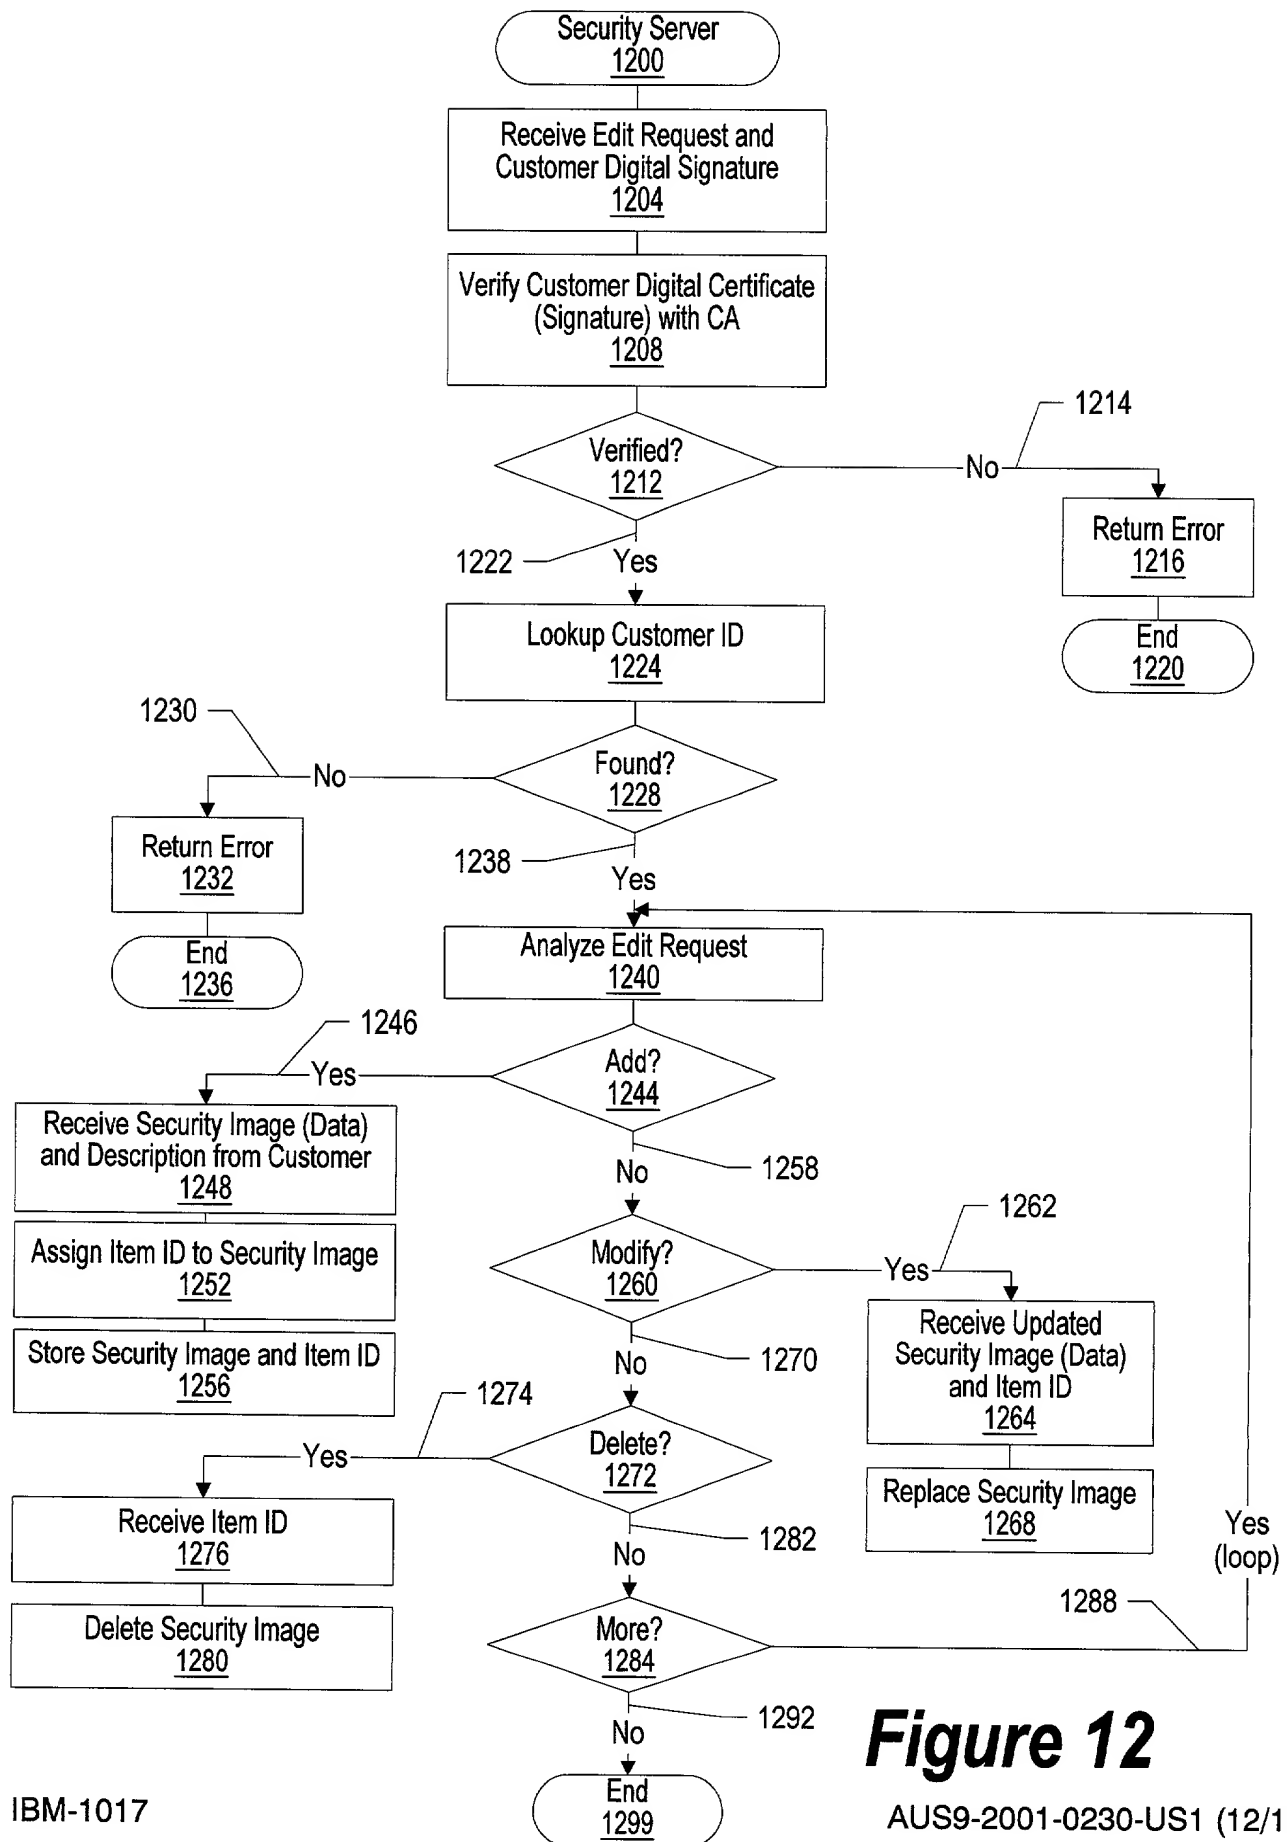 Security Server
1200
Receive Edit Request and
Customer Digital Signature
1204
Verify Customer Digital Certificate
(Signature) with CA
1208
1214
Verified?
1212
No
Return Error
1216
1222
Yes
End
1220
Lookup Customer ID
1224
1230
No
Found?
1228
Return Error
1232
1238
Yes
End
1236
Analyze Edit Request
1240
1246
Yes
Add?
1244
Receive Security Image (Data)
and Description from Customer
1248
No
1258
1262
Assign Item ID to Security Image
1252
Modify?
1260
Yes
Receive Updated
Security Image (Data)
and Item ID
1264
Store Security Image and Item ID
1256
No
1270
1274
Yes
Delete?
1272
Replace Security Image
1268
Receive Item ID
1276
No
1282
Yes
(loop)
Delete Security Image
1280
More?
1284
1288
No
1292
Figure 12
End
1299
IBM-1017
AUS9-2001-0230-US1 (12/1